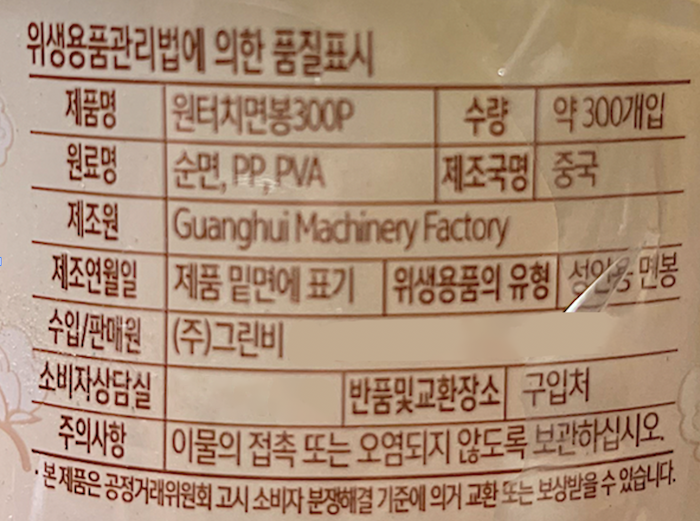 위생용품관리법에 의한 품질표시
제품명 원터치면봉300P 수량 약 300개입
원료명 순면, PP, PVA 제조국명 중국
제조원 Guanghui Machinery Factory
제조연월일 제품 밑면에 표기 위생용품의 유형 성인용 면봉
수입/판매원 (주)그린비
소비자상담실 반품및교환장소 구입처
주의사항 이물의 접촉 또는 오염되지 않도록 보관하십시오.
· 본 제품은 공정거래위원회 고시 소비자 분쟁해결 기준에 의거 교환 또는 보상받을 수 있습니다.